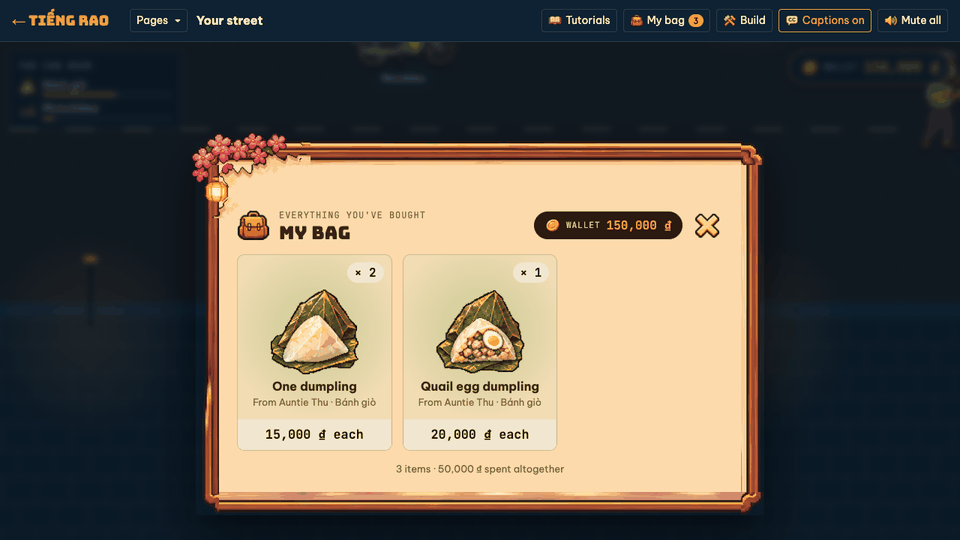 ← TIẾNG RAO
Pages
Your street
Tutorials
My bag 3
Build
Captions on
Mute all
EVERYTHING YOU'VE BOUGHT
MY BAG
WALLET 150,000 ₫
× 2
× 1
One dumpling
From Auntie Thu · Bánh giò
15,000 ₫ each
Quail egg dumpling
From Auntie Thu · Bánh giò
20,000 ₫ each
3 items · 50,000 ₫ spent altogether